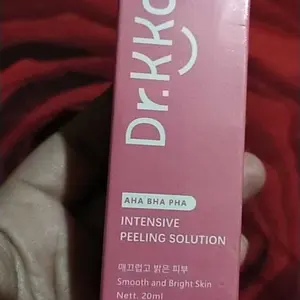 Dr.KKo
AHA BHA PHA
INTENSIVE
PEELING SOLUTION
매끄럽고 밝은 피부
Smooth and Bright Skin
Nett. 20ml